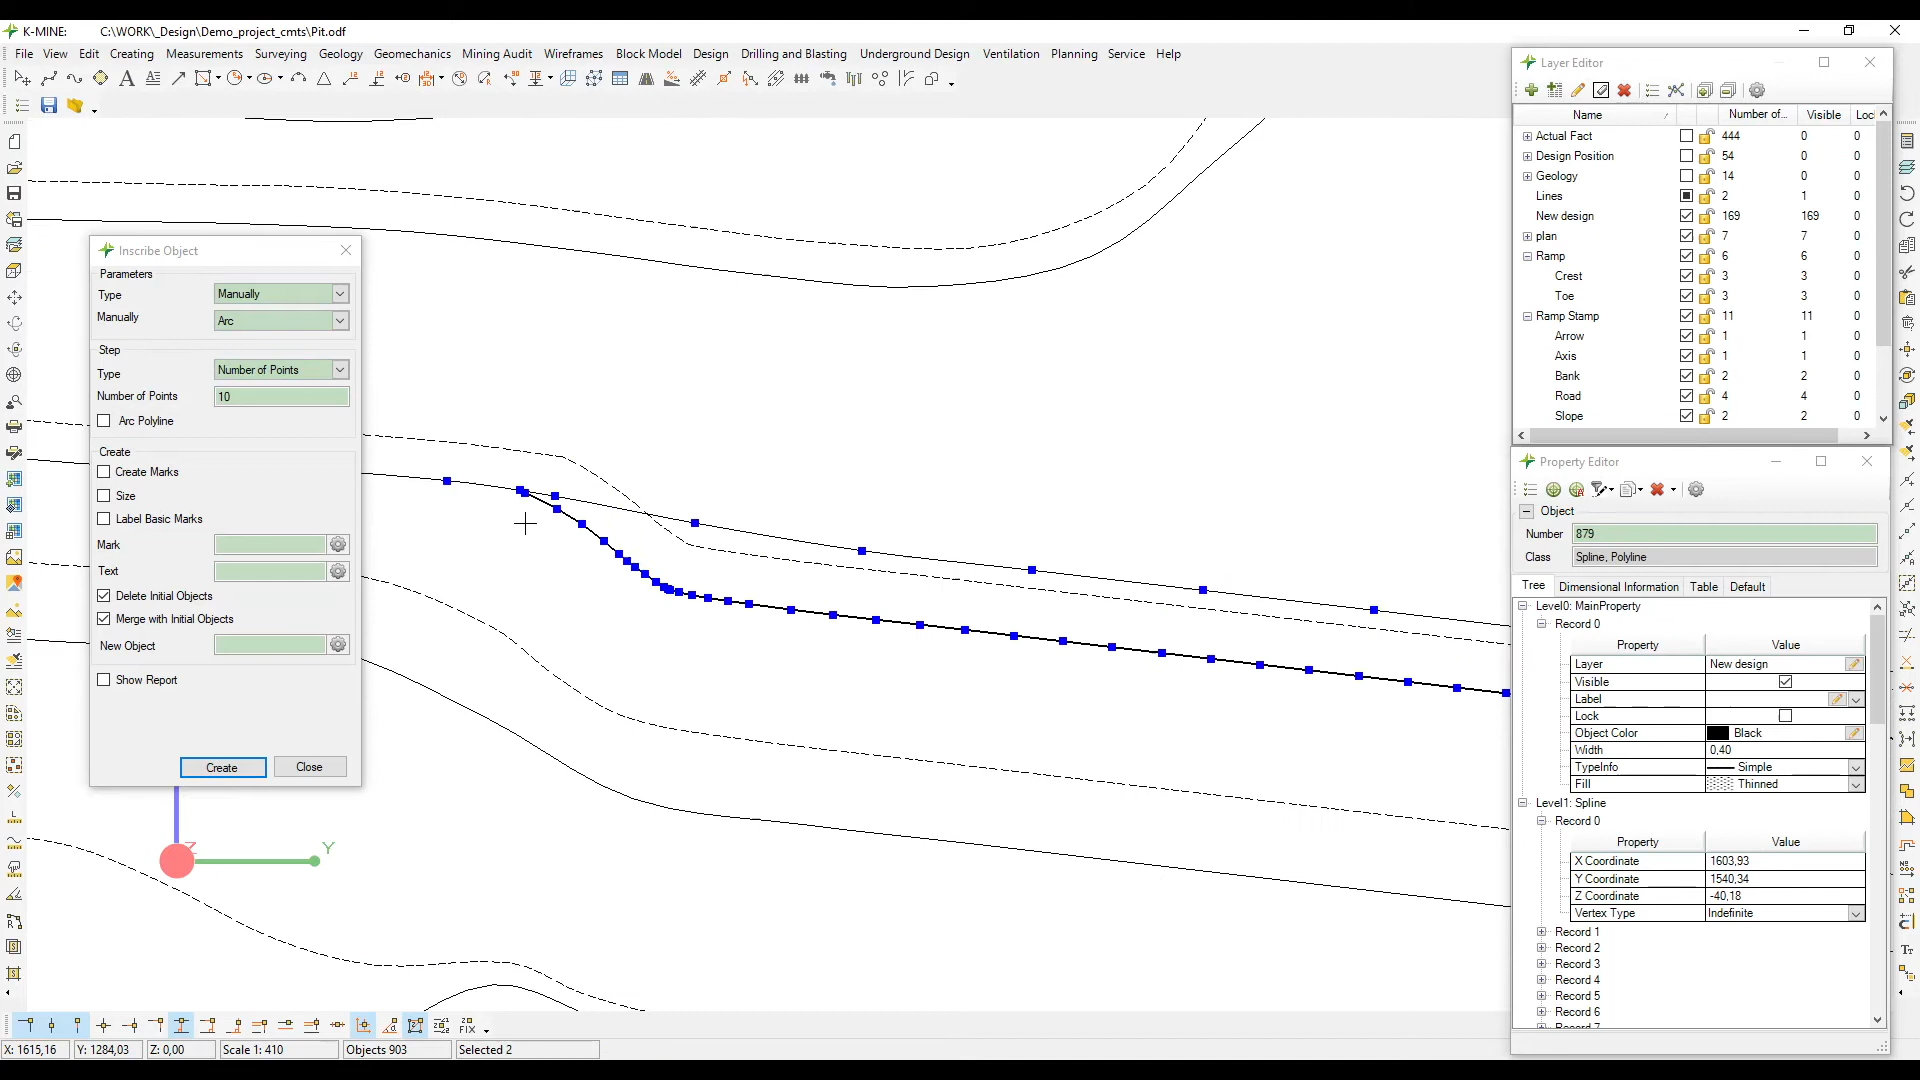 K-MINE: C:\WORK\_Design\Demo_project_cmts\Pit.odf
File View Edit Creating Measurements Surveying Geology Geomechanics Mining Audit Wireframes Block Model Design Drilling and Blasting Underground Design Ventilation Planning Service Help
Layer Editor
Name Number of... Visible Loc
Actual Fact 444 0 0
Design Position 54 0 0
Geology 14 0 0
Lines 2 1 0
New design 169 169 0
plan 7 7 0
Ramp 6 6 0
Crest 3 3 0
Toe 3 3 0
Ramp Stamp 11 11 0
Arrow 1 1 0
Axis 1 1 0
Bank 2 2 0
Road 4 4 0
Slope 2 2 0
Inscribe Object
Parameters
Type Manually
Manually Arc
Step
Type Number of Points
Number of Points 10
Arc Polyline
Create
Create Marks
Size
Label Basic Marks
Mark
Text
Delete Initial Objects
Merge with Initial Objects
New Object
Show Report
Create Close
Z Y
Property Editor
Object
Number 879
Class Spline, Polyline
Tree Dimensional Information Table Default
Level0: MainProperty
Record 0
Property Value
Layer New design
Visible
Label
Lock
Object Color Black
Width 0,40
TypeInfo Simple
Fill Thinned
Level1: Spline
Record 0
Property Value
X Coordinate 1603,93
Y Coordinate 1540,34
Z Coordinate -40,18
Vertex Type Indefinite
Record 1
Record 2
Record 3
Record 4
Record 5
Record 6
Record 7
FIX
X: 1615,16 Y: 1284,03 Z: 0,00 Scale 1: 410 Objects 903 Selected 2